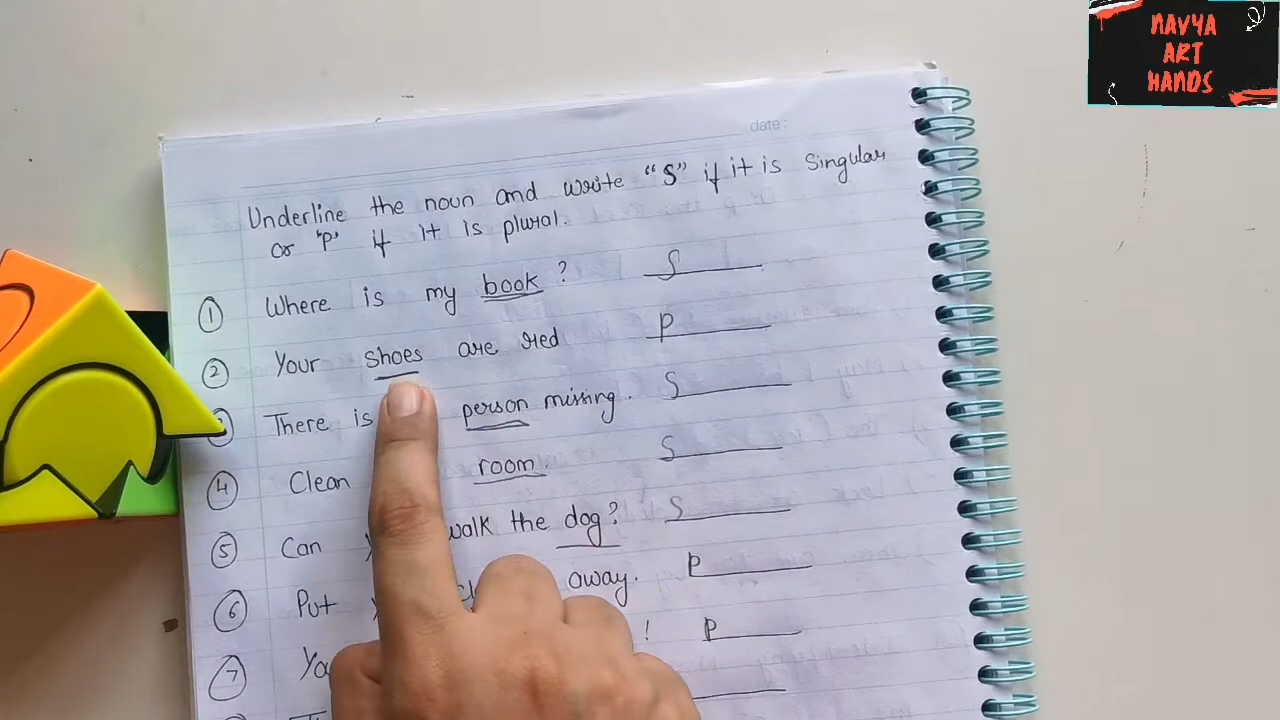 NAVYA
ART
HANDS
date:
Underline the noun and write "S" if it is Singular
or 'P' if it is plural.
① Where is my book? S
② Your shoes are red P
There is person missing. S
④ Clean room. S
⑤ Can walk the dog? S
⑥ Put away. P
⑦ ! P